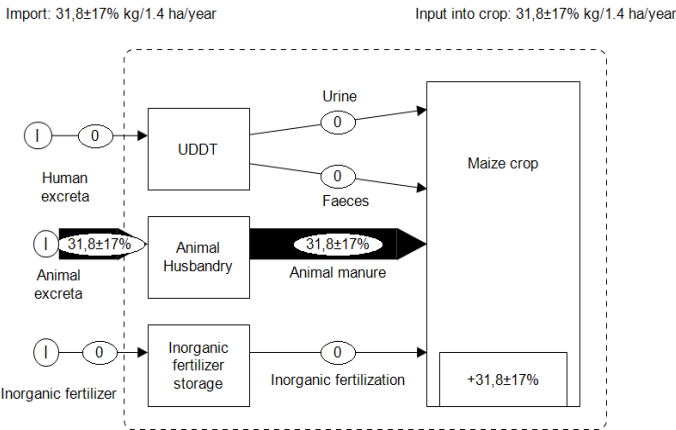 Import: 31,8±17% kg/1.4 ha/year
Input into crop: 31,8±17% kg/1.4 ha/year
Urine
I
0
UDDT
0
Maize crop
Human
excreta
0
Faeces
I
31,8±17%
Animal
Husbandry
31,8±17%
Animal manure
Animal
excreta
I
0
Inorganic
fertilizer
storage
0
Inorganic fertilizer
Inorganic fertilization
+31,8±17%